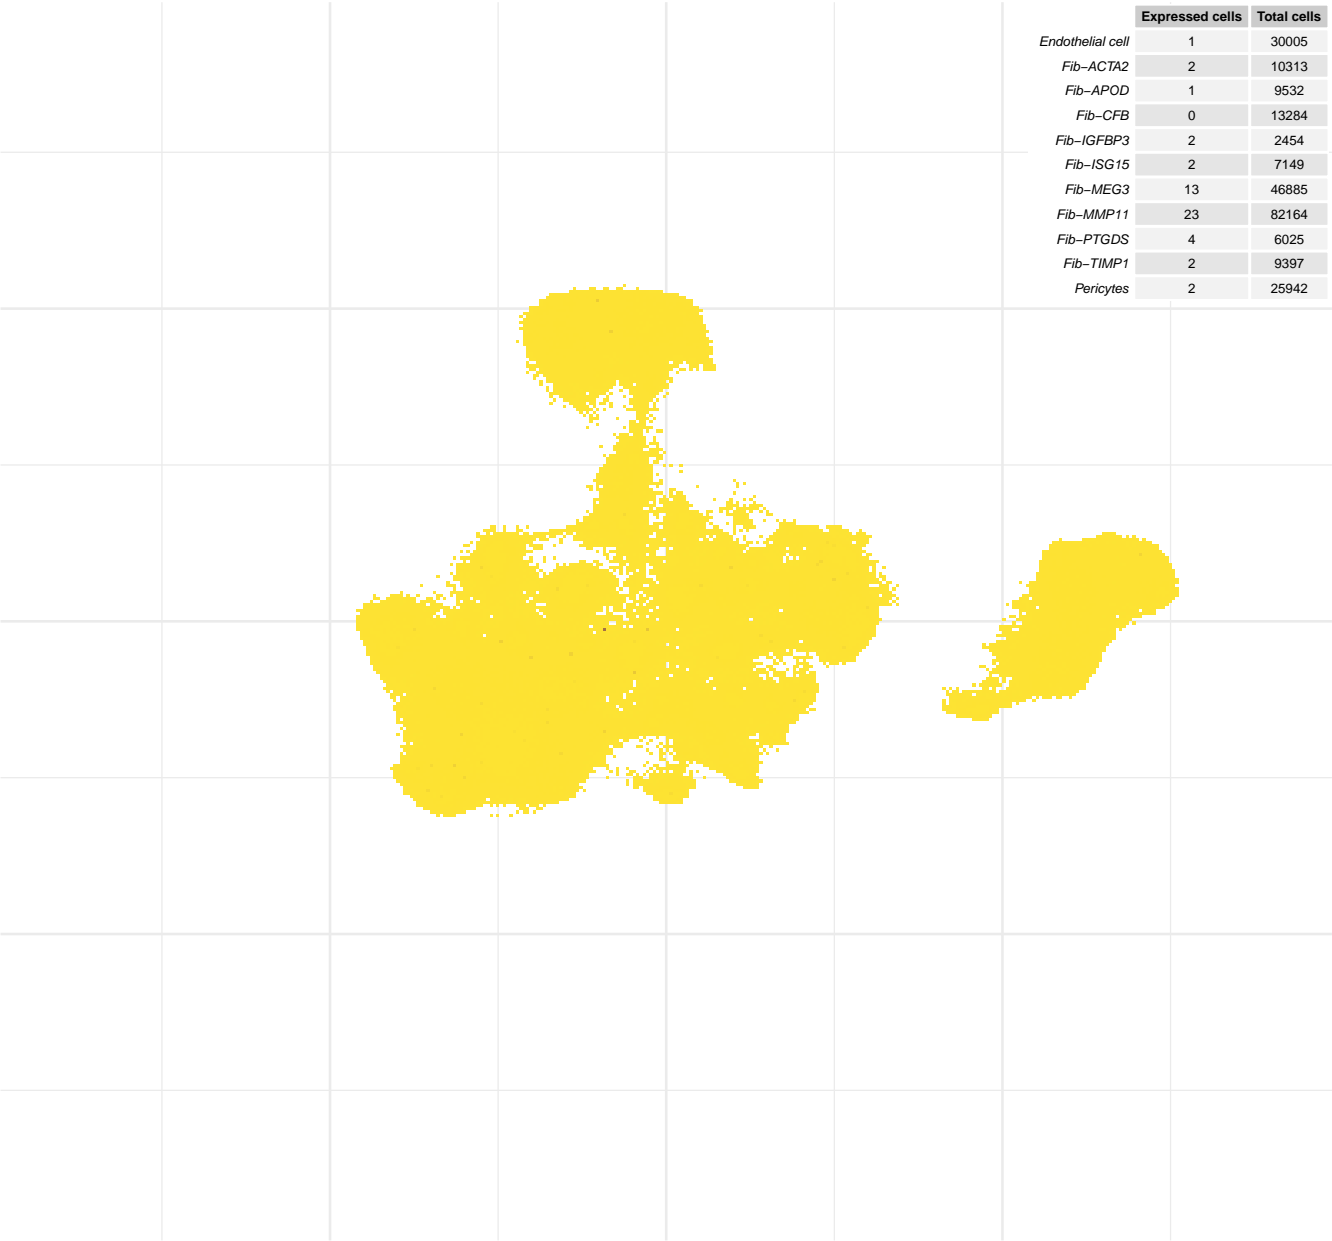 Expressed cells Total cells
Endothelial cell 1 30005
Fib−ACTA2 2 10313
Fib−APOD 1 9532
Fib−CFB 0 13284
Fib−IGFBP3 2 2454
Fib−ISG15 2 7149
Fib−MEG3 13 46885
Fib−MMP11 23 82164
Fib−PTGDS 4 6025
Fib−TIMP1 2 9397
Pericytes 2 25942